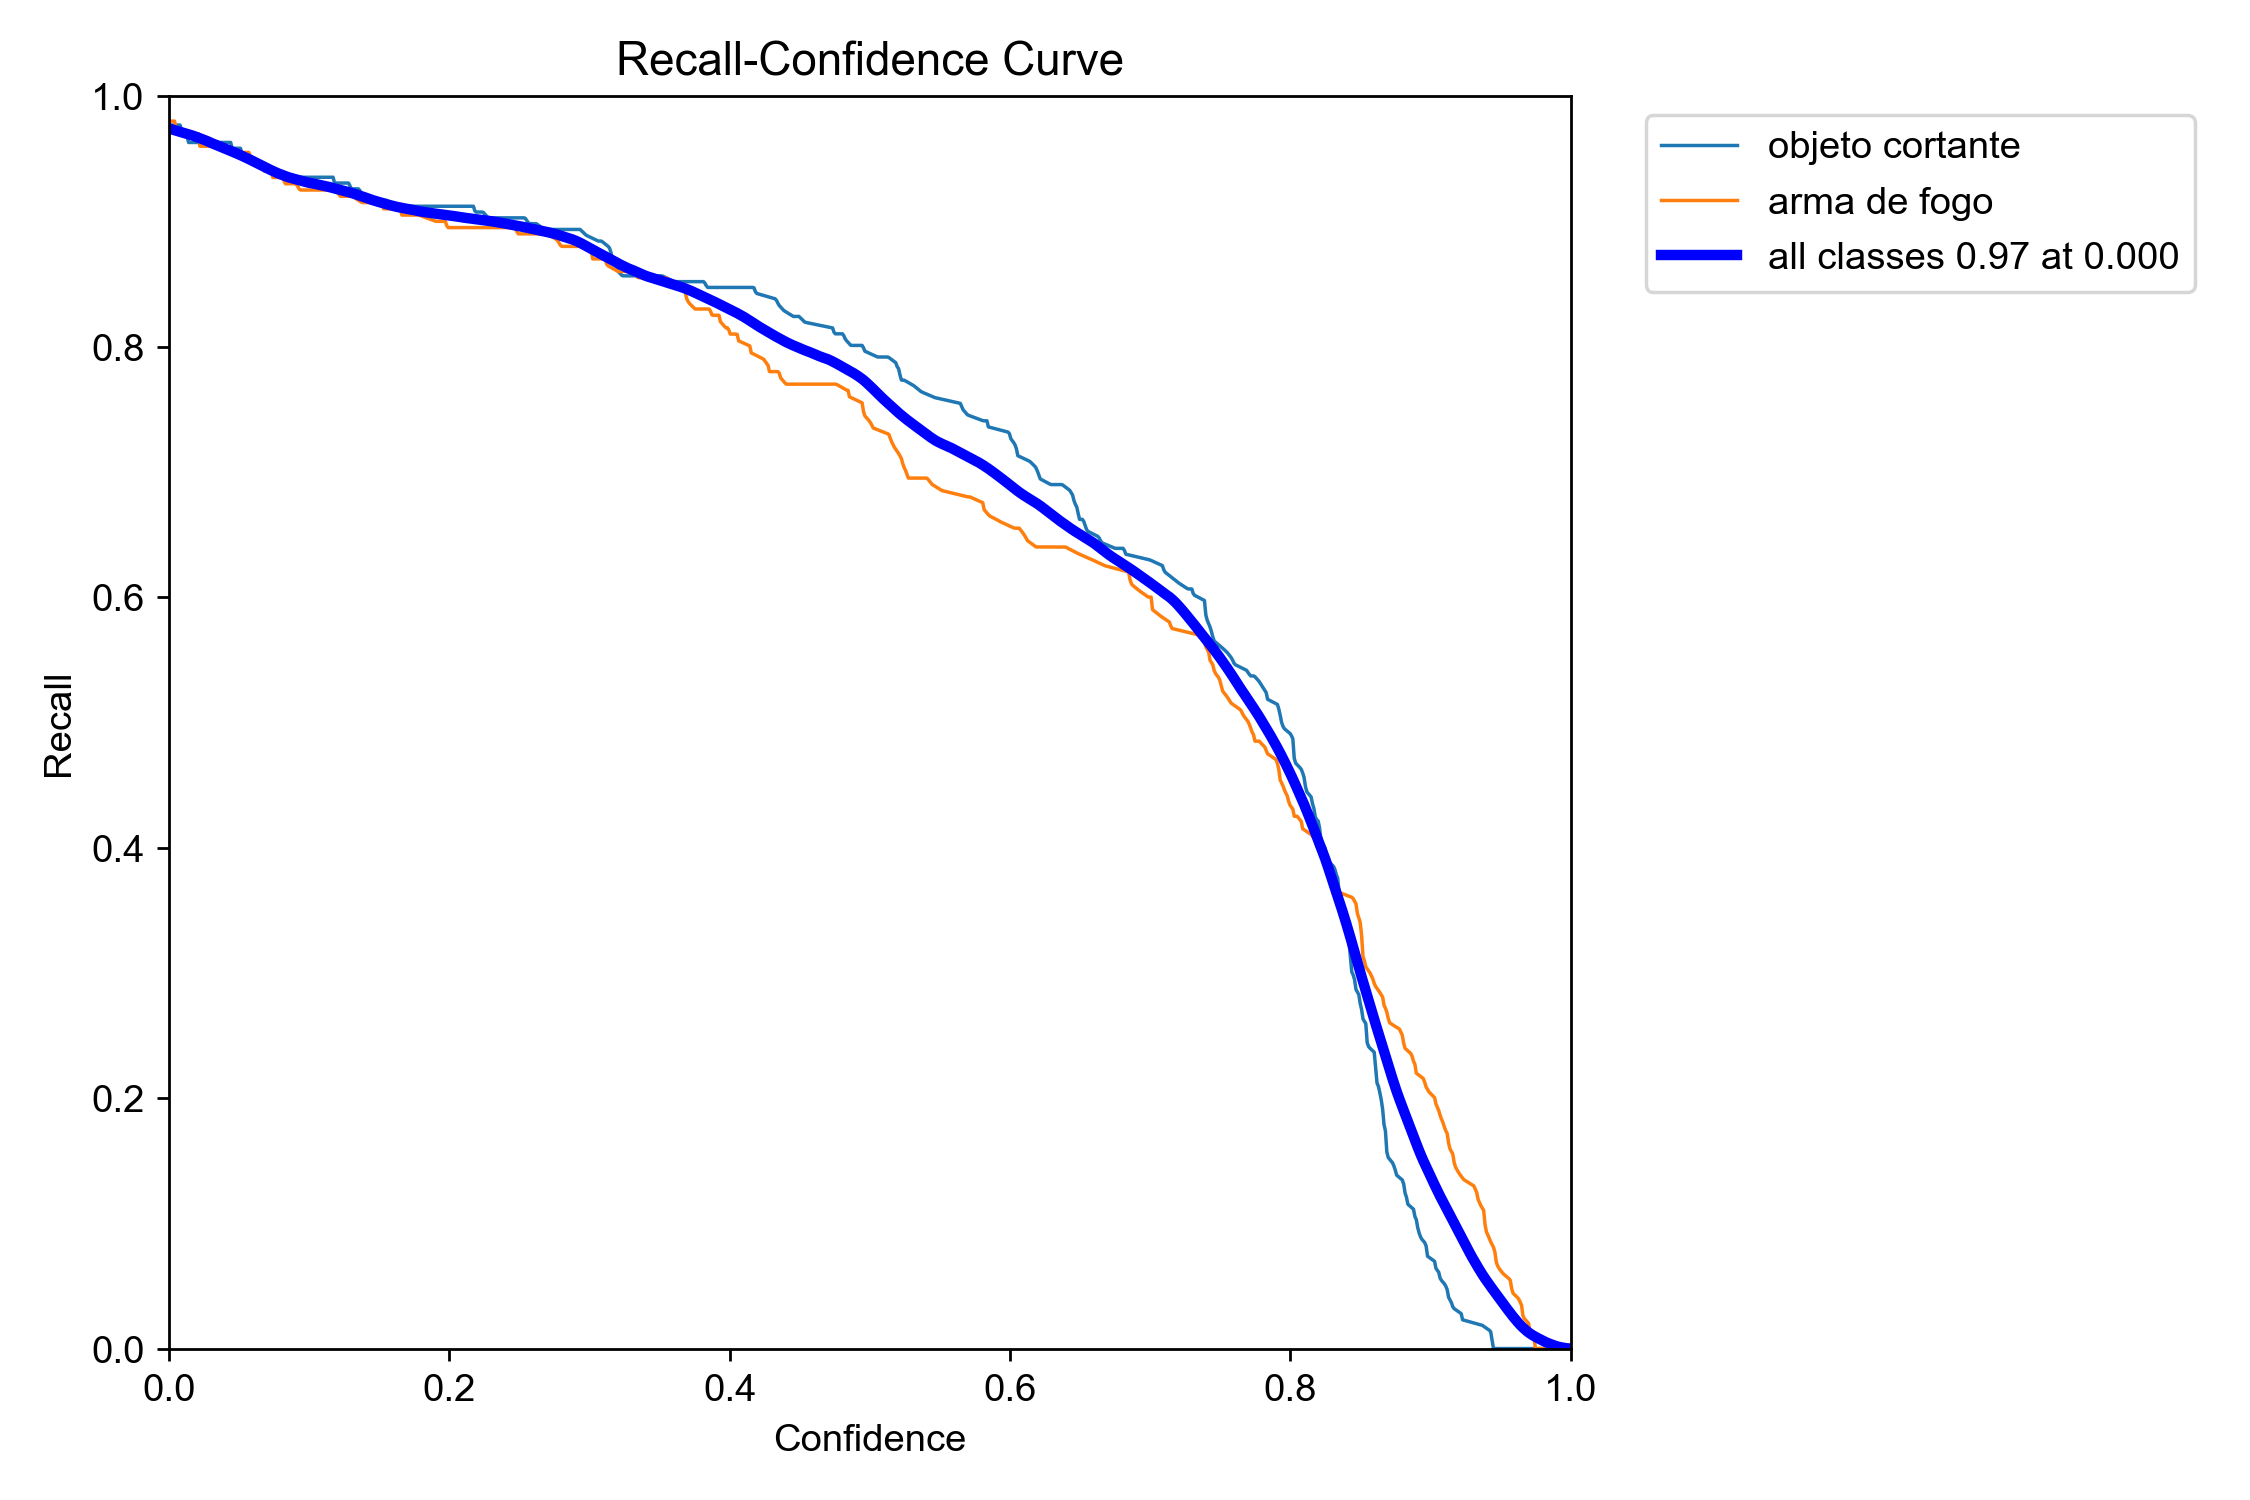 Recall-Confidence Curve
1.0
0.8
0.6
0.4
0.2
0.0
Recall
0.0 0.2 0.4 0.6 0.8 1.0
Confidence
objeto cortante
arma de fogo
all classes 0.97 at 0.000